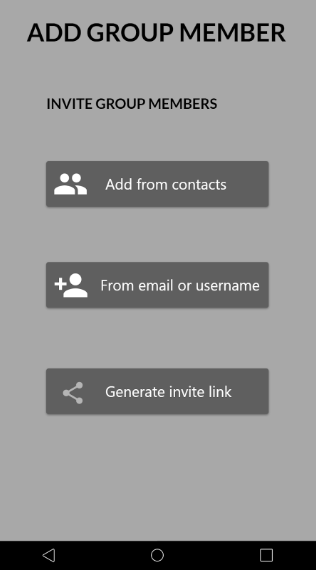 ADD GROUP MEMBER
INVITE GROUP MEMBERS
Add from contacts
From email or username
Generate invite link